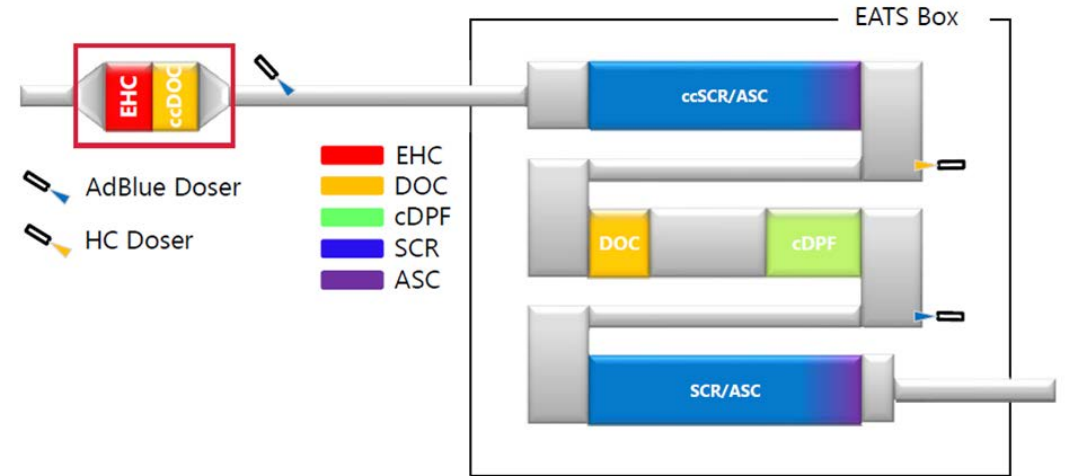 EATS Box
EHC
ccDOC
ccSCR/ASC
AdBlue Doser
HC Doser
EHC
DOC
cDPF
SCR
ASC
DOC
cDPF
SCR/ASC